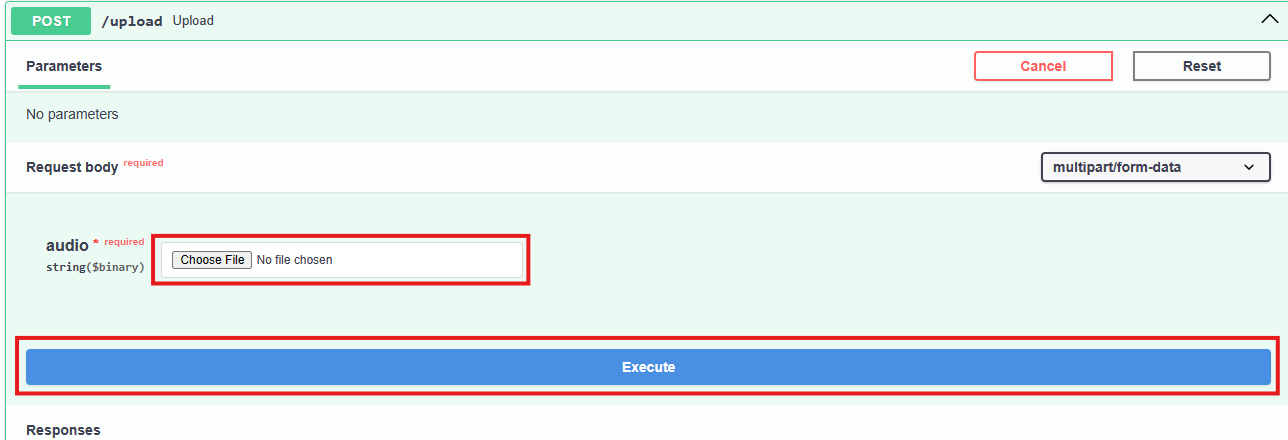 POST /upload Upload
Parameters Cancel Reset
No parameters
Request body required multipart/form-data
audio * required
string($binary) Choose File No file chosen
Execute
Responses